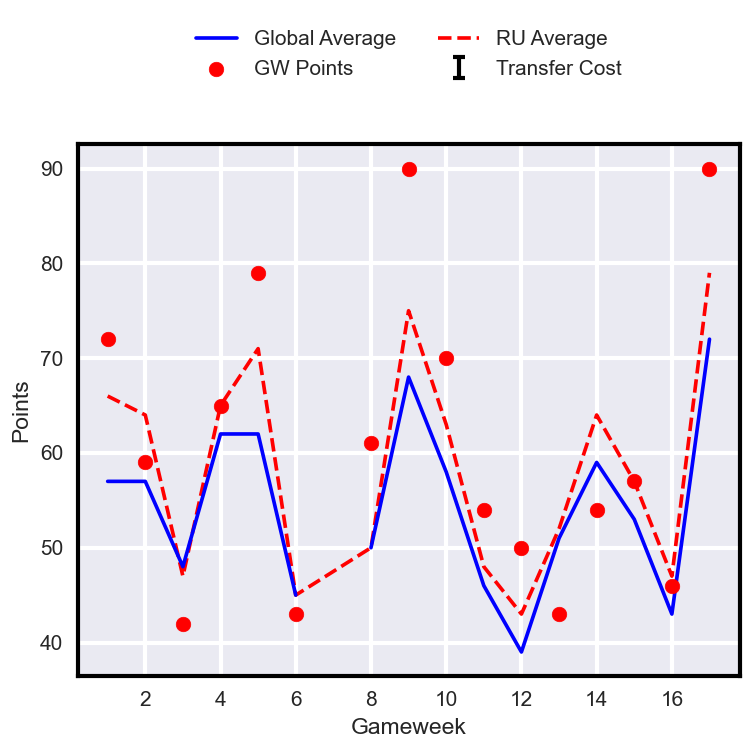 Global Average
RU Average
GW Points
Transfer Cost
90
80
70
60
50
40
Points
2 4 6 8 10 12 14 16
Gameweek